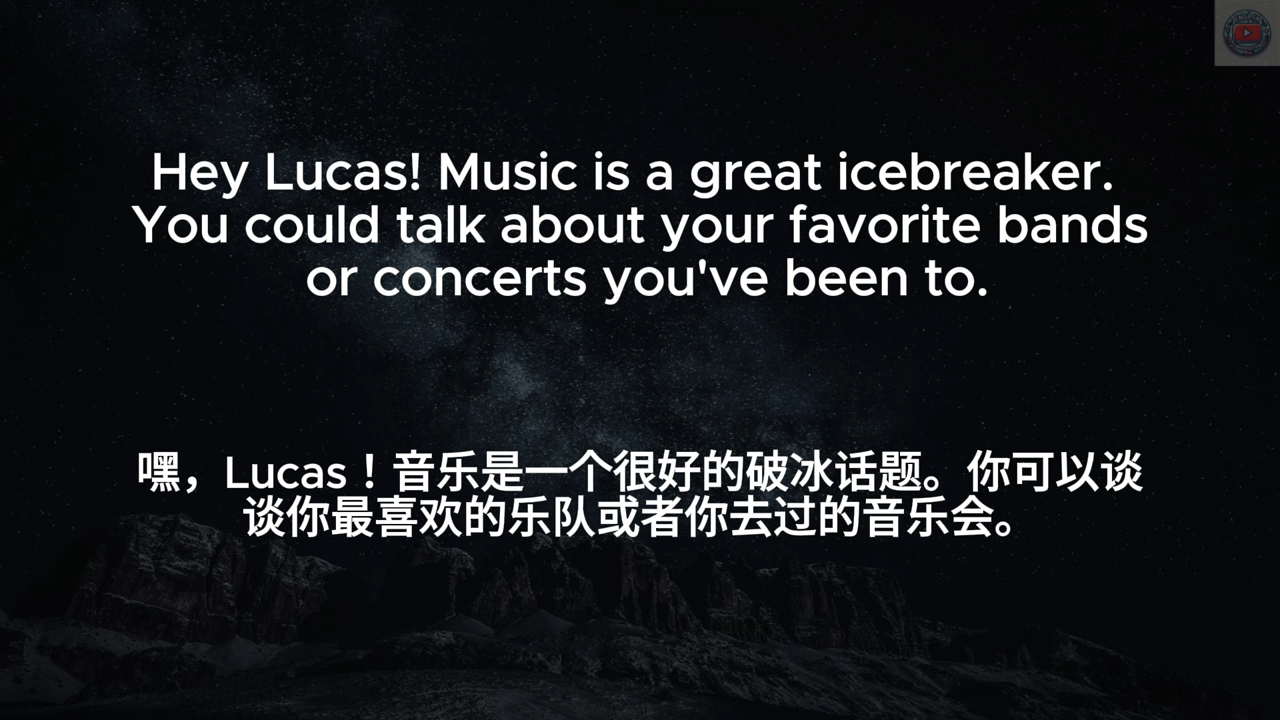 Hey Lucas! Music is a great icebreaker.
You could talk about your favorite bands
or concerts you've been to.
嘿，Lucas！音乐是一个很好的破冰话题。你可以谈
谈你最喜欢的乐队或者你去过的音乐会。